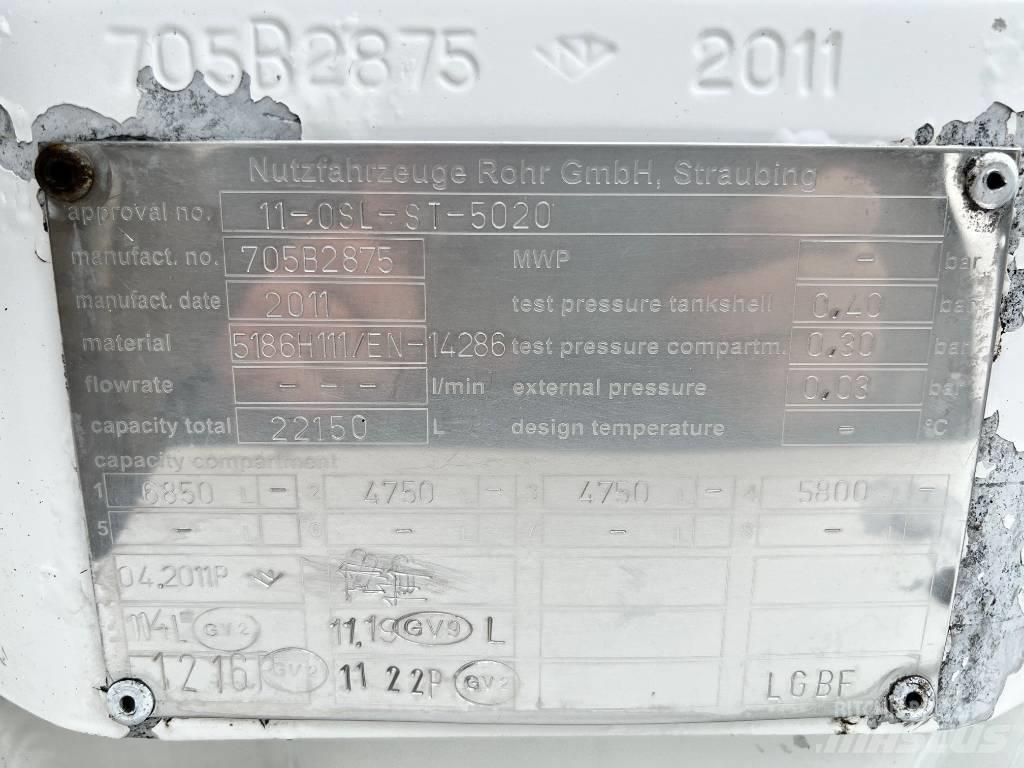 705B2875 2011
Nutzfahrzeuge Rohr GmbH, Straubing
approval no. 11-OSL-ST-5020
manufact. no. 705B2875 MWP - bar
manufact. date 2011 test pressure tankshell 0,40 bar
material 5186H111/EN-14286 test pressure compartm. 0,30 bar
flowrate - - - l/min external pressure 0,03 bar
capacity total 22150 L design temperature - °C
capacity compartment
1 6850 L - 2 4750 L - 3 4750 L - 4 5800 L -
5 - L 6 - L 7 - L 8 - L
04.2011P
11.19 GV9 L
12 16 P GV2 11 22P GV2 LGBF